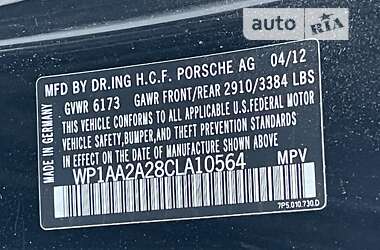 auto RIA
MFD BY DR.ING H.C.F. PORSCHE AG 04/12
GVWR 6173 GAWR FRONT/REAR 2910/3384 LBS
THIS VEHICLE CONFORMS TO ALL APPLICABLE U.S. FEDERAL MOTOR
VEHICLE SAFETY, BUMPER, AND THEFT PREVENTION STANDARDS
IN EFFECT ON THE DATE OF MANUFACTURE SHOWN ABOVE.
WP1AA2A28CLA10564 MPV
7P5.010.730.D
MADE IN GERMANY